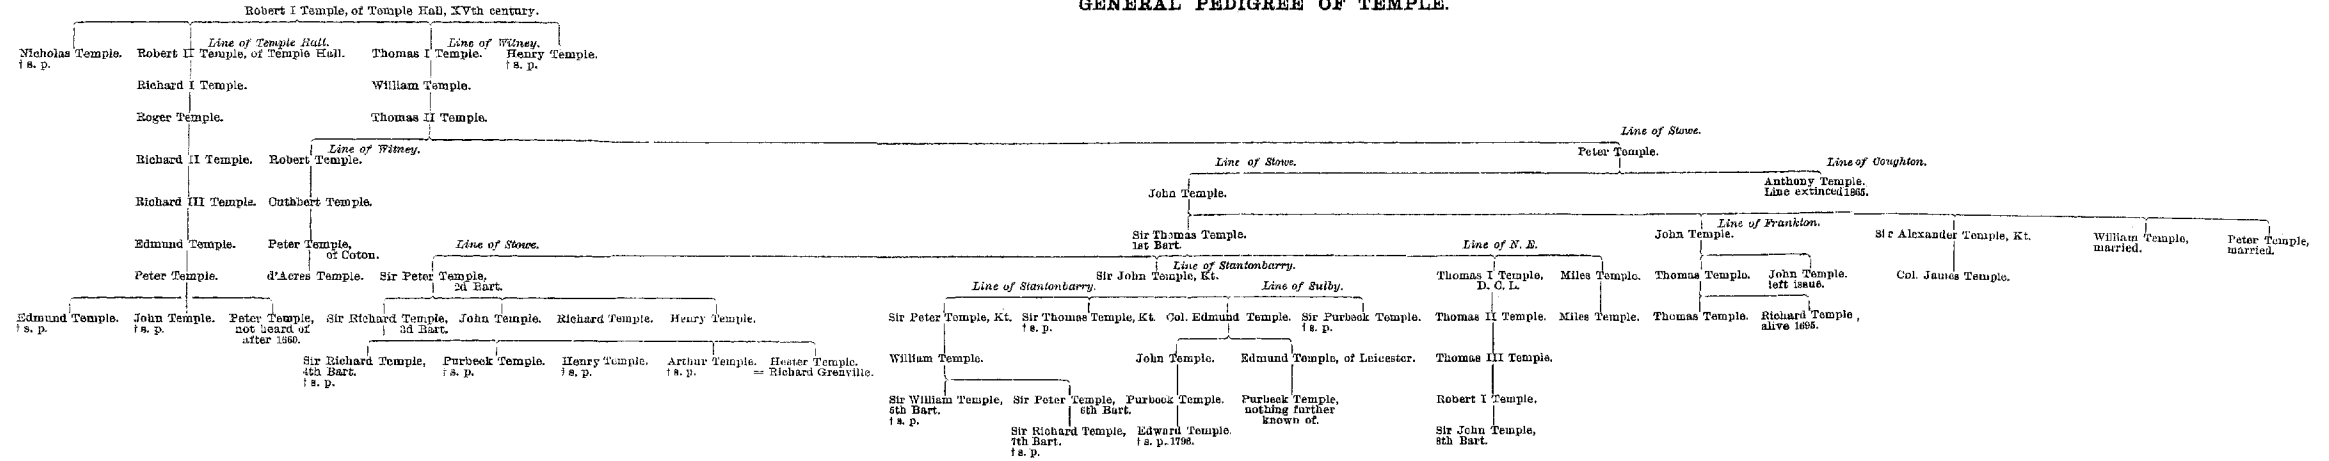 GENERAL PEDIGREE OF TEMPLE.
Robert I Temple, of Temple Hall, XVth century.
Line of Temple Hall.
Line of Witney.
Nicholas Temple.
† s. p.
Robert II Temple, of Temple Hall.
Thomas I Temple.
Henry Temple.
† s. p.
Richard I Temple.
William Temple.
Roger Temple.
Thomas II Temple.
Line of Stowe.
Line of Witney.
Peter Temple.
Richard II Temple.
Robert Temple.
Line of Stowe.
Line of Coughton.
John Temple.
Anthony Temple.
Line extinced 1865.
Richard III Temple.
Cuthbert Temple.
Line of Frankton.
Edmund Temple.
Peter Temple,
of Coton.
Line of Stowe.
Sir Thomas Temple.
1st Bart.
Line of N. E.
John Temple.
Sir Alexander Temple, Kt.
William Temple,
married.
Peter Temple,
married.
Line of Stantonbarry.
Peter Temple.
d'Acres Temple.
Sir Peter Temple,
2d Bart.
Sir John Temple, Kt.
Thomas I Temple,
D. C. L.
Miles Temple.
Thomas Temple.
John Temple.
left issue.
Col. James Temple.
Line of Stantonbarry.
Line of Sulby.
Edmund Temple.
† s. p.
John Temple.
† s. p.
Peter Temple,
not heard of
after 1660.
Sir Richard Temple,
3d Bart.
John Temple.
Richard Temple.
Henry Temple.
Sir Peter Temple, Kt.
Sir Thomas Temple, Kt.
† s. p.
Col. Edmund Temple.
Sir Purbeck Temple.
† s. p.
Thomas II Temple.
Miles Temple.
Thomas Temple.
Richard Temple,
alive 1695.
Sir Richard Temple,
4th Bart.
† s. p.
Purbeck Temple.
† s. p.
Henry Temple.
† s. p.
Arthur Temple.
† s. p.
Hester Temple.
= Richard Grenville.
William Temple.
John Temple.
Edmund Temple, of Leicester.
Thomas III Temple.
Sir William Temple,
5th Bart.
† s. p.
Sir Peter Temple,
6th Bart.
Purbeck Temple.
Purbeck Temple,
nothing further
known of.
Robert I Temple.
Sir Richard Temple,
7th Bart.
† s. p.
Edward Temple.
† s. p. 1796.
Sir John Temple,
8th Bart.